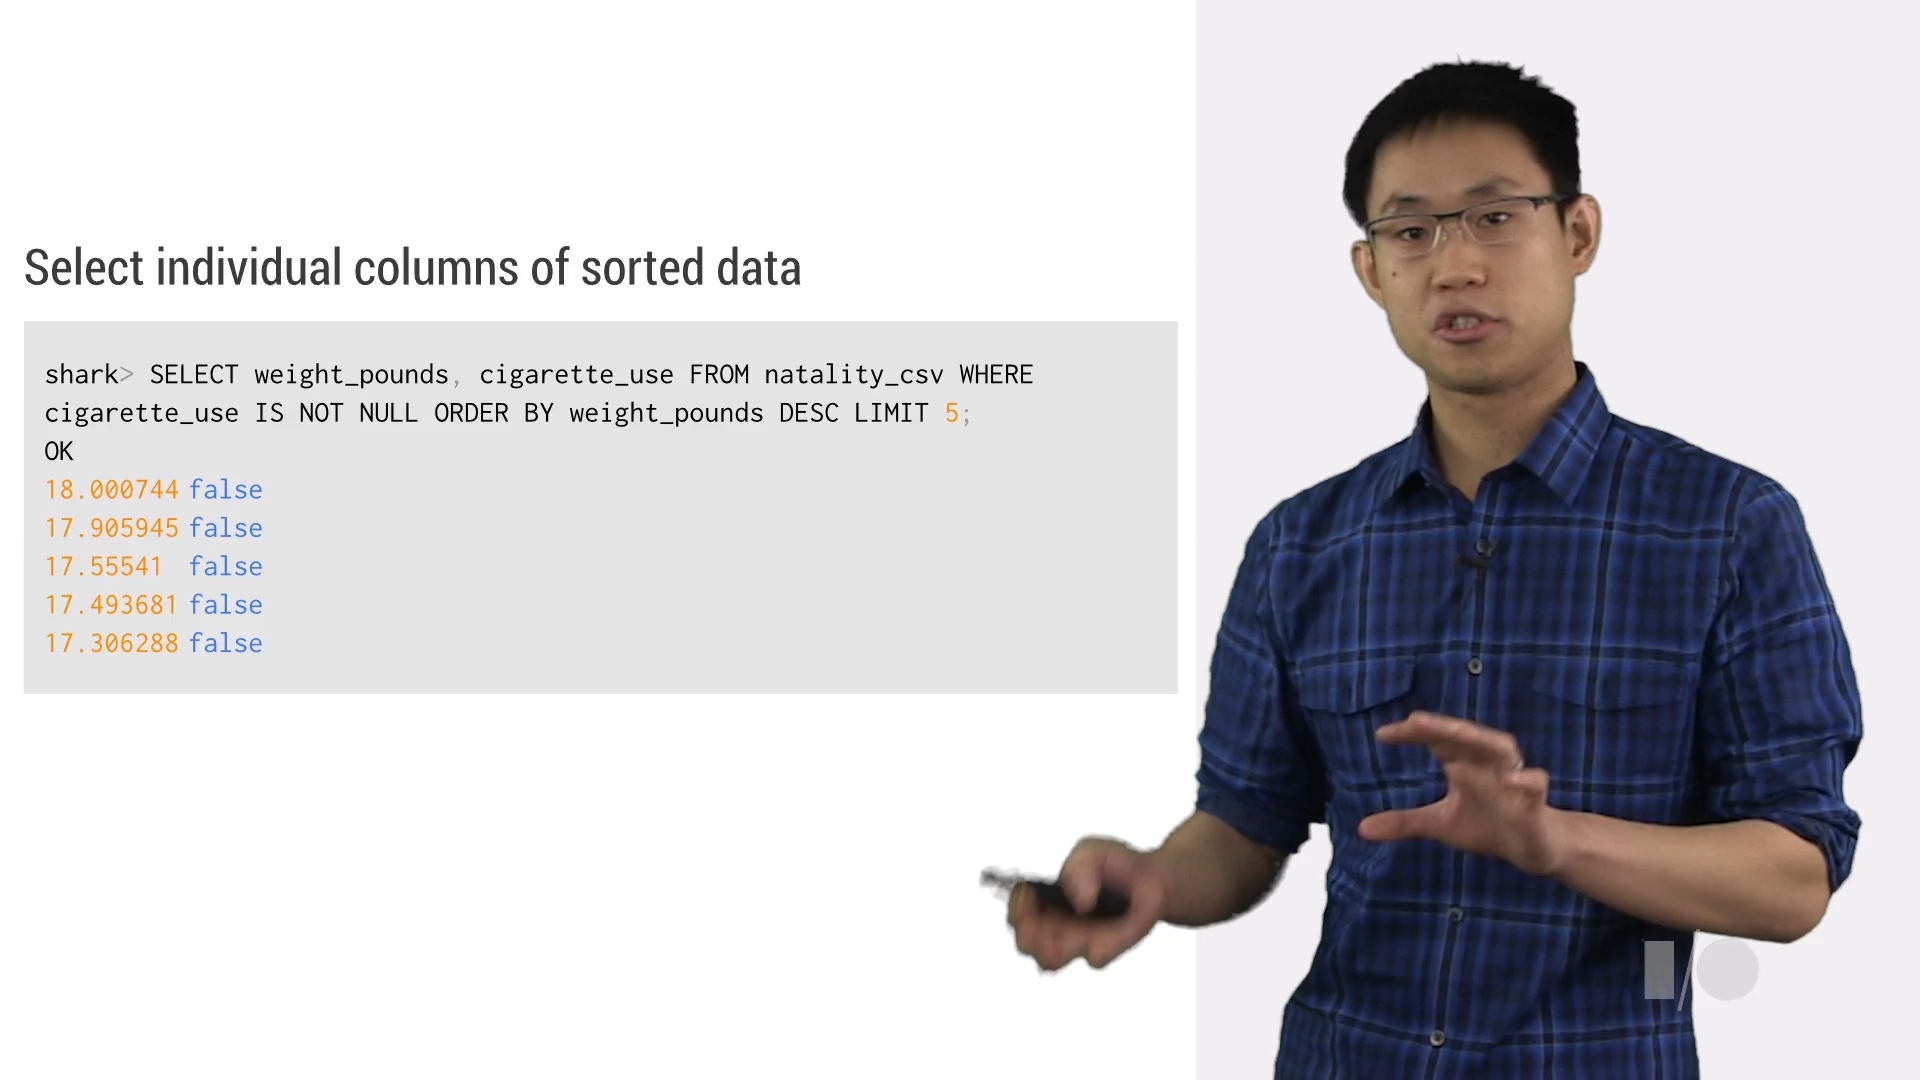 Select individual columns of sorted data
shark> SELECT weight_pounds, cigarette_use FROM natality_csv WHERE
cigarette_use IS NOT NULL ORDER BY weight_pounds DESC LIMIT 5;
OK
18.000744 false
17.905945 false
17.55541 false
17.493681 false
17.306288 false
I/O